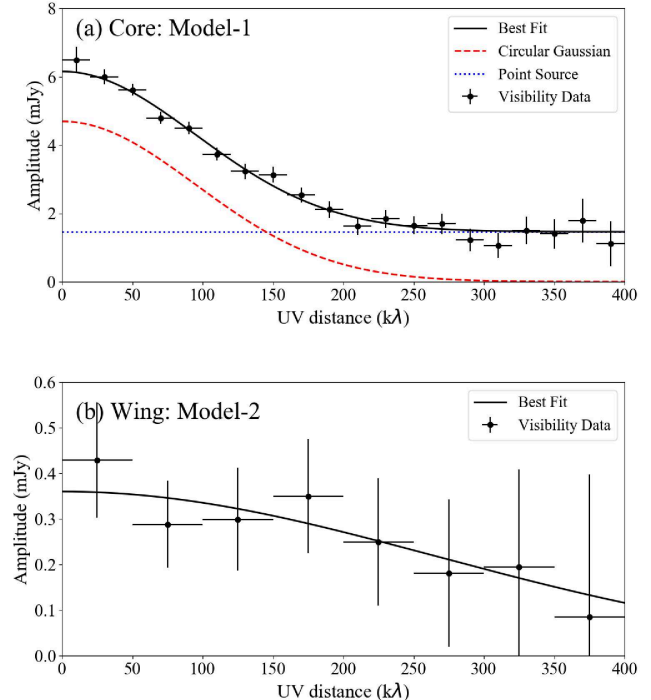 (a) Core: Model-1
Best Fit
Circular Gaussian
Point Source
Visibility Data
Amplitude (mJy)
8
6
4
2
0
0 50 100 150 200 250 300 350 400
UV distance (kλ)
(b) Wing: Model-2
Best Fit
Visibility Data
Amplitude (mJy)
0.6
0.5
0.4
0.3
0.2
0.1
0.0
0 50 100 150 200 250 300 350 400
UV distance (kλ)